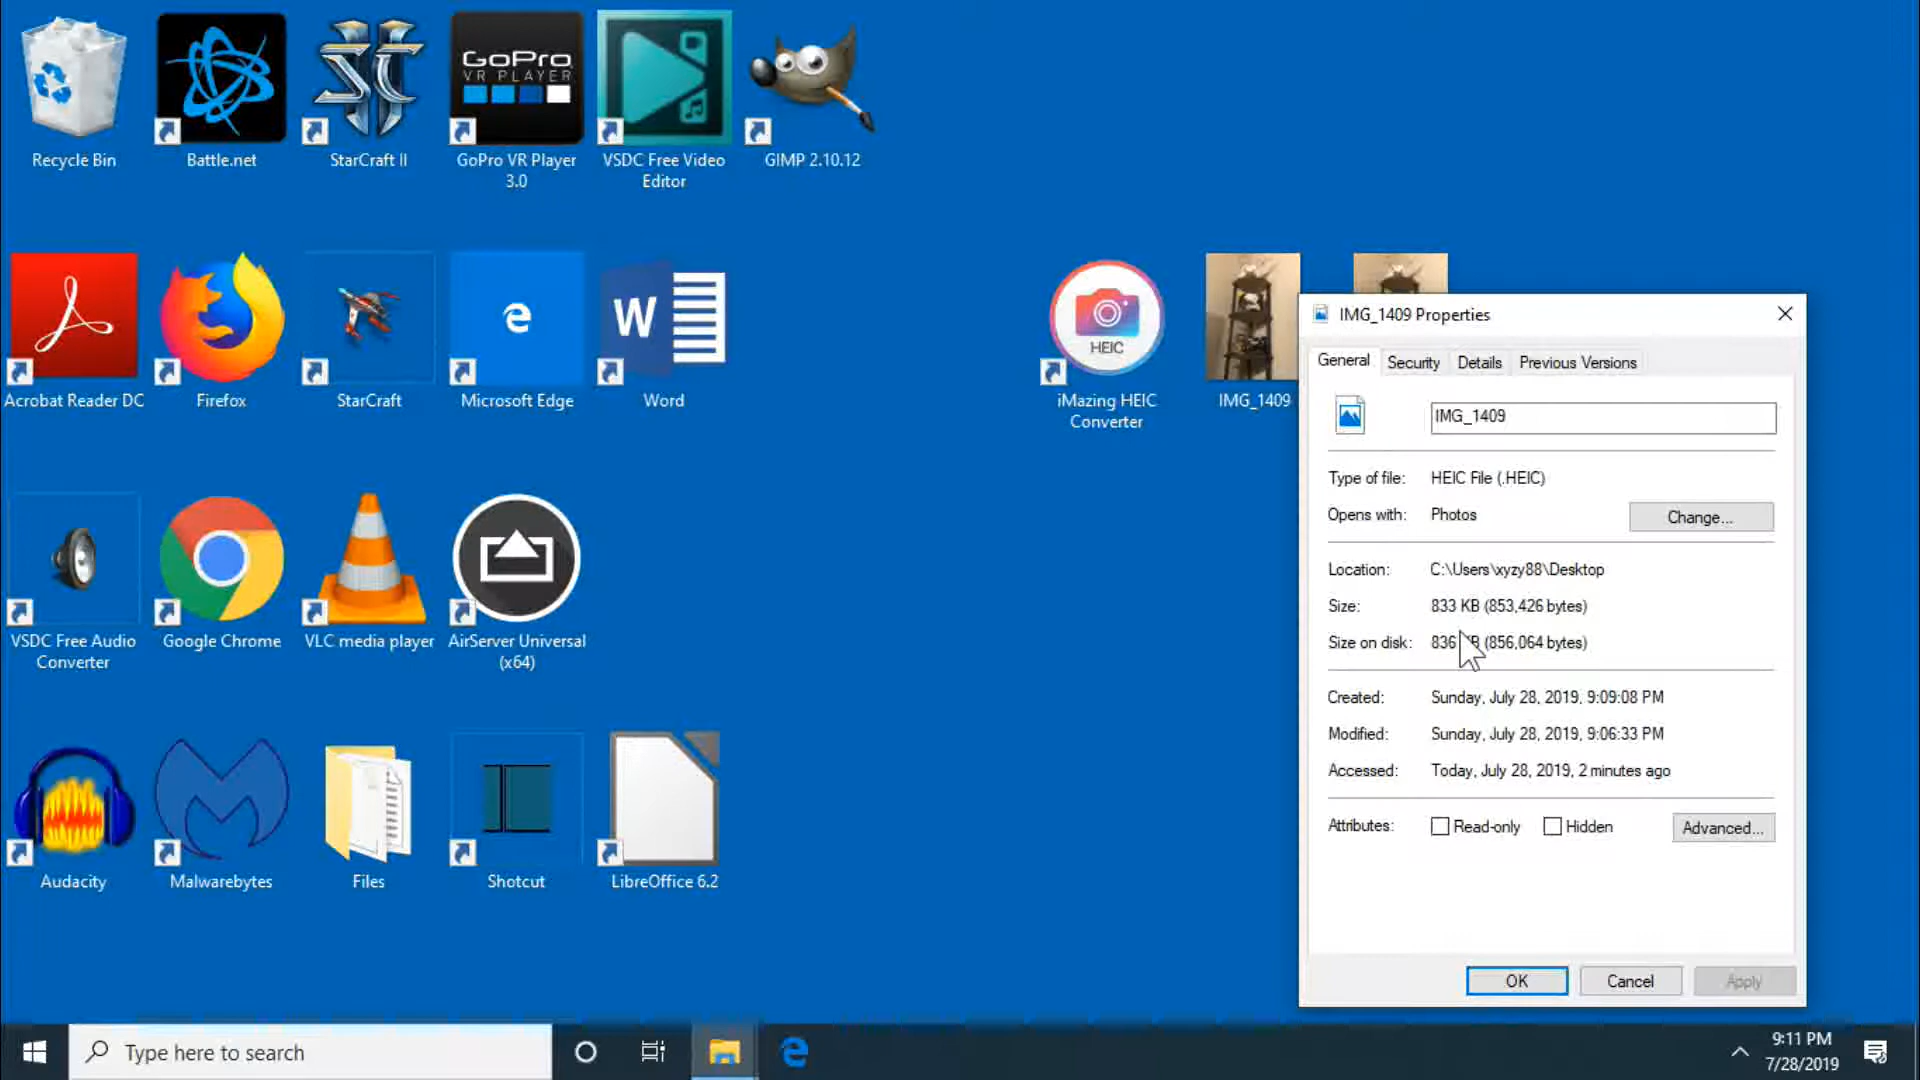 GoPro
VR PLAYER
Recycle Bin
Battle.net
StarCraft II
GoPro VR Player
3.0
VSDC Free Video
Editor
GIMP 2.10.12
W
HEIC
Acrobat Reader DC
Firefox
StarCraft
Microsoft Edge
Word
iMazing HEIC
Converter
IMG_1409
VSDC Free Audio
Converter
Google Chrome
VLC media player
AirServer Universal
(x64)
Audacity
Malwarebytes
Files
Shotcut
LibreOffice 6.2
IMG_1409 Properties
General Security Details Previous Versions
IMG_1409
Type of file: HEIC File (.HEIC)
Opens with: Photos Change...
Location: C:\Users\xyzy88\Desktop
Size: 833 KB (853,426 bytes)
Size on disk: 836 KB (856,064 bytes)
Created: Sunday, July 28, 2019, 9:09:08 PM
Modified: Sunday, July 28, 2019, 9:06:33 PM
Accessed: Today, July 28, 2019, 2 minutes ago
Attributes: Read-only Hidden Advanced...
OK Cancel Apply
Type here to search
9:11 PM
7/28/2019